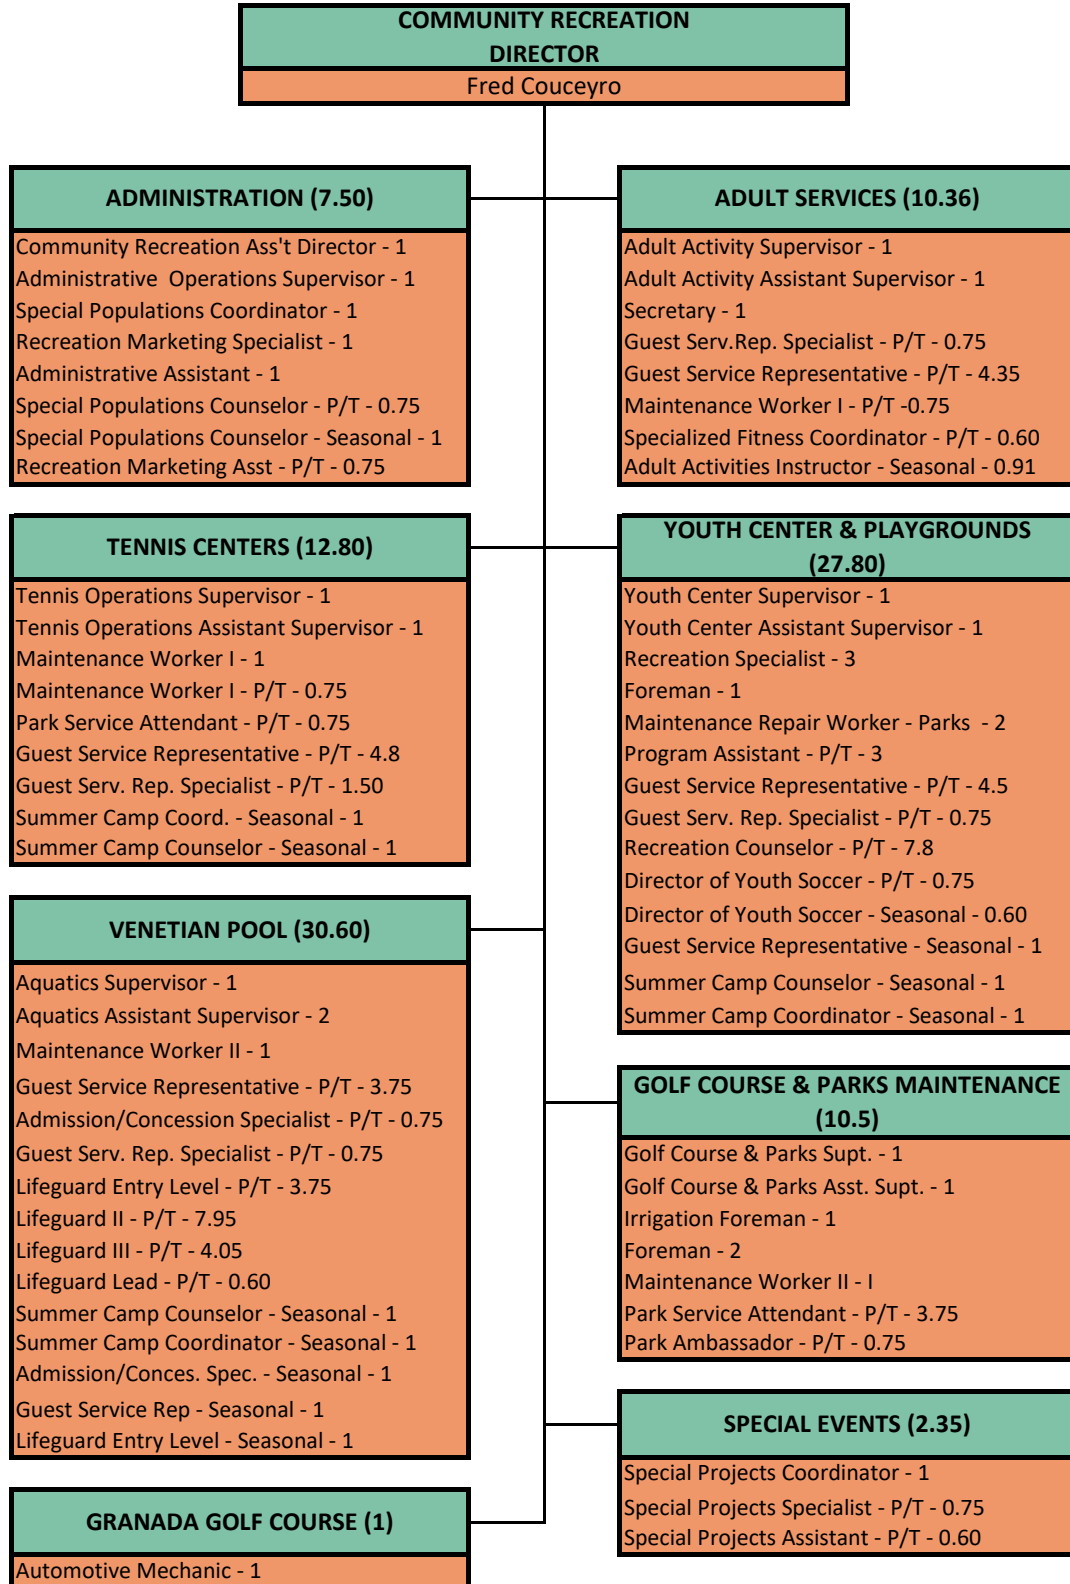 COMMUNITY RECREATION
DIRECTOR
Fred Couceyro
ADMINISTRATION (7.50)
Community Recreation Ass't Director - 1
Administrative  Operations Supervisor - 1
Special Populations Coordinator - 1
Recreation Marketing Specialist - 1
Administrative Assistant - 1
Special Populations Counselor - P/T - 0.75
Special Populations Counselor - Seasonal - 1
Recreation Marketing Asst - P/T - 0.75
ADULT SERVICES (10.36)
Adult Activity Supervisor - 1
Adult Activity Assistant Supervisor - 1
Secretary - 1
Guest Serv.Rep. Specialist - P/T - 0.75
Guest Service Representative - P/T - 4.35
Maintenance Worker I - P/T -0.75
Specialized Fitness Coordinator - P/T - 0.60
Adult Activities Instructor - Seasonal - 0.91
TENNIS CENTERS (12.80)
Tennis Operations Supervisor - 1
Tennis Operations Assistant Supervisor - 1
Maintenance Worker I - 1
Maintenance Worker I - P/T - 0.75
Park Service Attendant - P/T - 0.75
Guest Service Representative - P/T - 4.8
Guest Serv. Rep. Specialist - P/T - 1.50
Summer Camp Coord. - Seasonal - 1
Summer Camp Counselor - Seasonal - 1
YOUTH CENTER & PLAYGROUNDS
(27.80)
Youth Center Supervisor - 1
Youth Center Assistant Supervisor - 1
Recreation Specialist - 3
Foreman - 1
Maintenance Repair Worker - Parks  - 2
Program Assistant - P/T - 3
Guest Service Representative - P/T - 4.5
Guest Serv. Rep. Specialist - P/T - 0.75
Recreation Counselor - P/T - 7.8
Director of Youth Soccer - P/T - 0.75
Director of Youth Soccer - Seasonal - 0.60
Guest Service Representative - Seasonal - 1
Summer Camp Counselor - Seasonal - 1
Summer Camp Coordinator - Seasonal - 1
VENETIAN POOL (30.60)
Aquatics Supervisor - 1
Aquatics Assistant Supervisor - 2
Maintenance Worker II - 1
Guest Service Representative - P/T - 3.75
Admission/Concession Specialist - P/T - 0.75
Guest Serv. Rep. Specialist - P/T - 0.75
Lifeguard Entry Level - P/T - 3.75
Lifeguard II - P/T - 7.95
Lifeguard III - P/T - 4.05
Lifeguard Lead - P/T - 0.60
Summer Camp Counselor - Seasonal - 1
Summer Camp Coordinator - Seasonal - 1
Admission/Conces. Spec. - Seasonal - 1
Guest Service Rep - Seasonal - 1
Lifeguard Entry Level - Seasonal - 1
GOLF COURSE & PARKS MAINTENANCE
(10.5)
Golf Course & Parks Supt. - 1
Golf Course & Parks Asst. Supt. - 1
Irrigation Foreman - 1
Foreman - 2
Maintenance Worker II - I
Park Service Attendant - P/T - 3.75
Park Ambassador - P/T - 0.75
SPECIAL EVENTS (2.35)
Special Projects Coordinator - 1
Special Projects Specialist - P/T - 0.75
Special Projects Assistant - P/T - 0.60
GRANADA GOLF COURSE (1)
Automotive Mechanic - 1